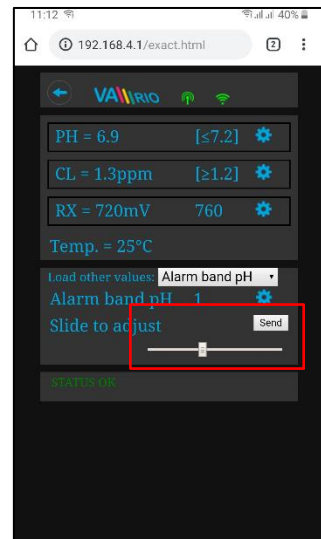 11:12 40%
192.168.4.1/exact.html 2
VARIO
PH = 6.9 [≤7.2]
CL = 1.3ppm [≥1.2]
RX = 720mV 760
Temp. = 25°C
Load other values: Alarm band pH
Alarm band pH 1
Slide to adjust Send
STATUS OK